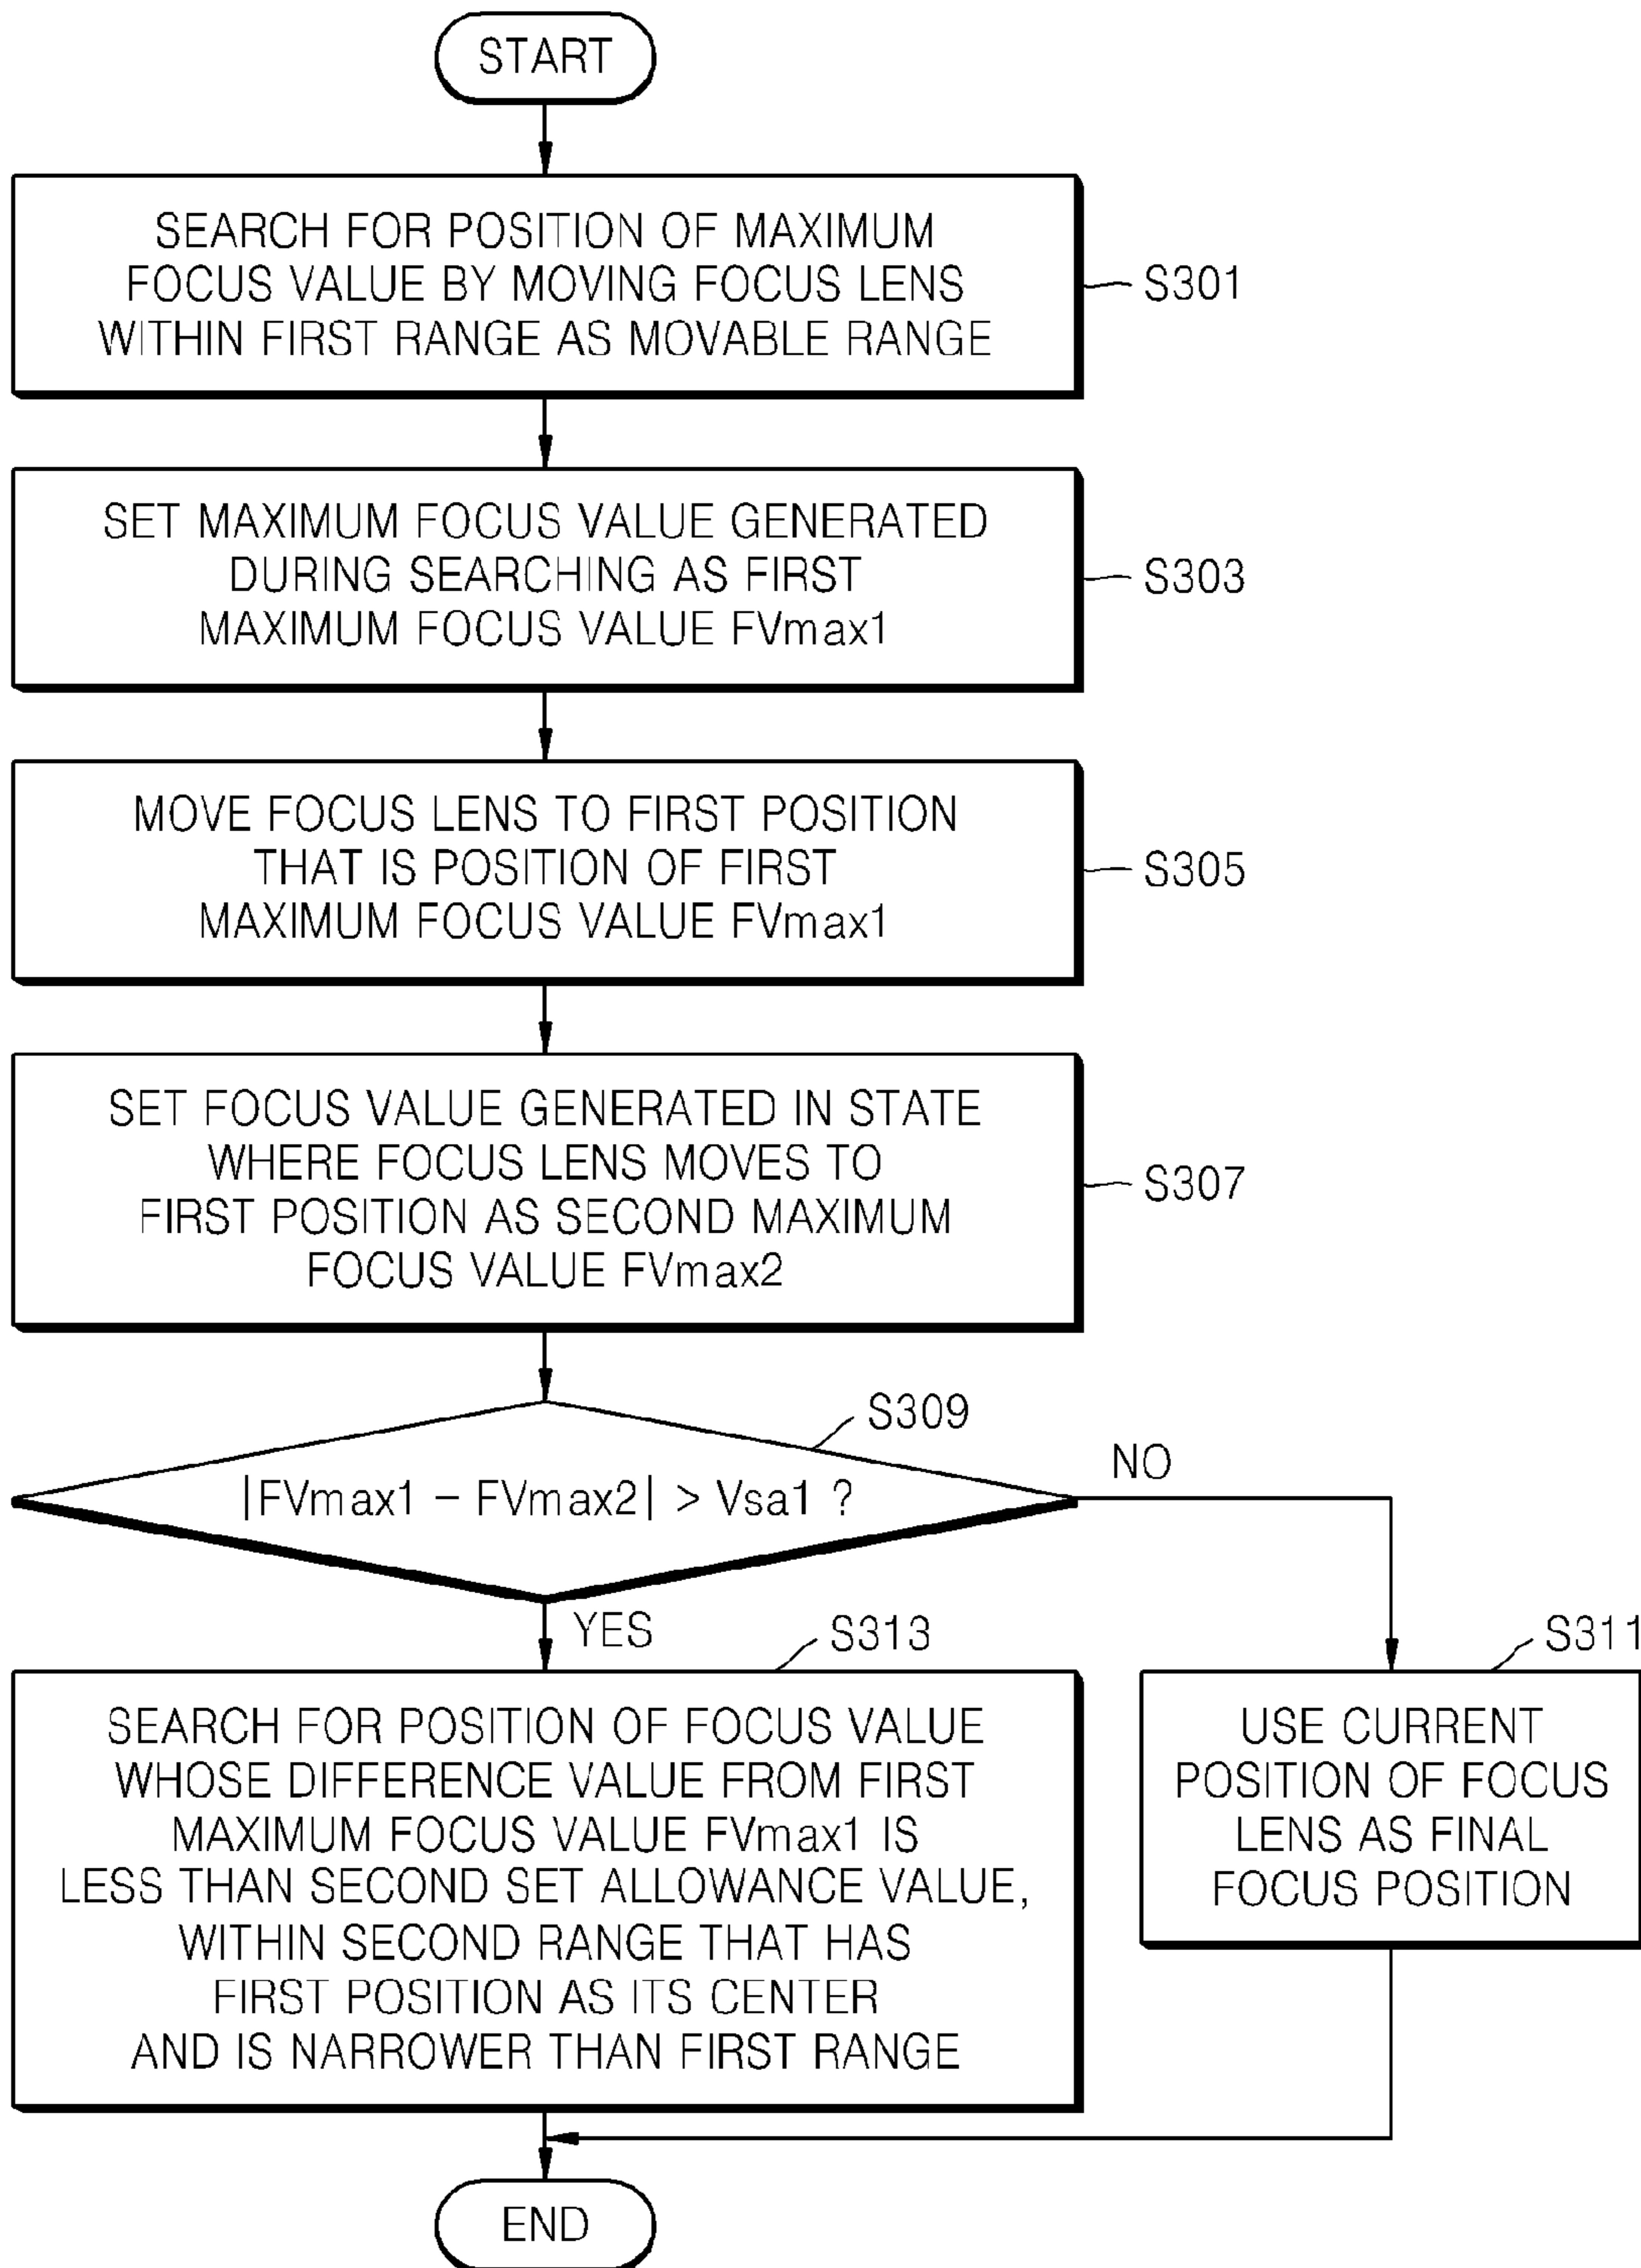 START
SEARCH FOR POSITION OF MAXIMUM
FOCUS VALUE BY MOVING FOCUS LENS
WITHIN FIRST RANGE AS MOVABLE RANGE
S301
SET MAXIMUM FOCUS VALUE GENERATED
DURING SEARCHING AS FIRST
MAXIMUM FOCUS VALUE FVmax1
S303
MOVE FOCUS LENS TO FIRST POSITION
THAT IS POSITION OF FIRST
MAXIMUM FOCUS VALUE FVmax1
S305
SET FOCUS VALUE GENERATED IN STATE
WHERE FOCUS LENS MOVES TO
FIRST POSITION AS SECOND MAXIMUM
FOCUS VALUE FVmax2
S307
S309
|FVmax1 – FVmax2| > Vsa1 ?
NO
YES
S313
SEARCH FOR POSITION OF FOCUS VALUE
WHOSE DIFFERENCE VALUE FROM FIRST
MAXIMUM FOCUS VALUE FVmax1 IS
LESS THAN SECOND SET ALLOWANCE VALUE,
WITHIN SECOND RANGE THAT HAS
FIRST POSITION AS ITS CENTER
AND IS NARROWER THAN FIRST RANGE
S311
USE CURRENT
POSITION OF FOCUS
LENS AS FINAL
FOCUS POSITION
END